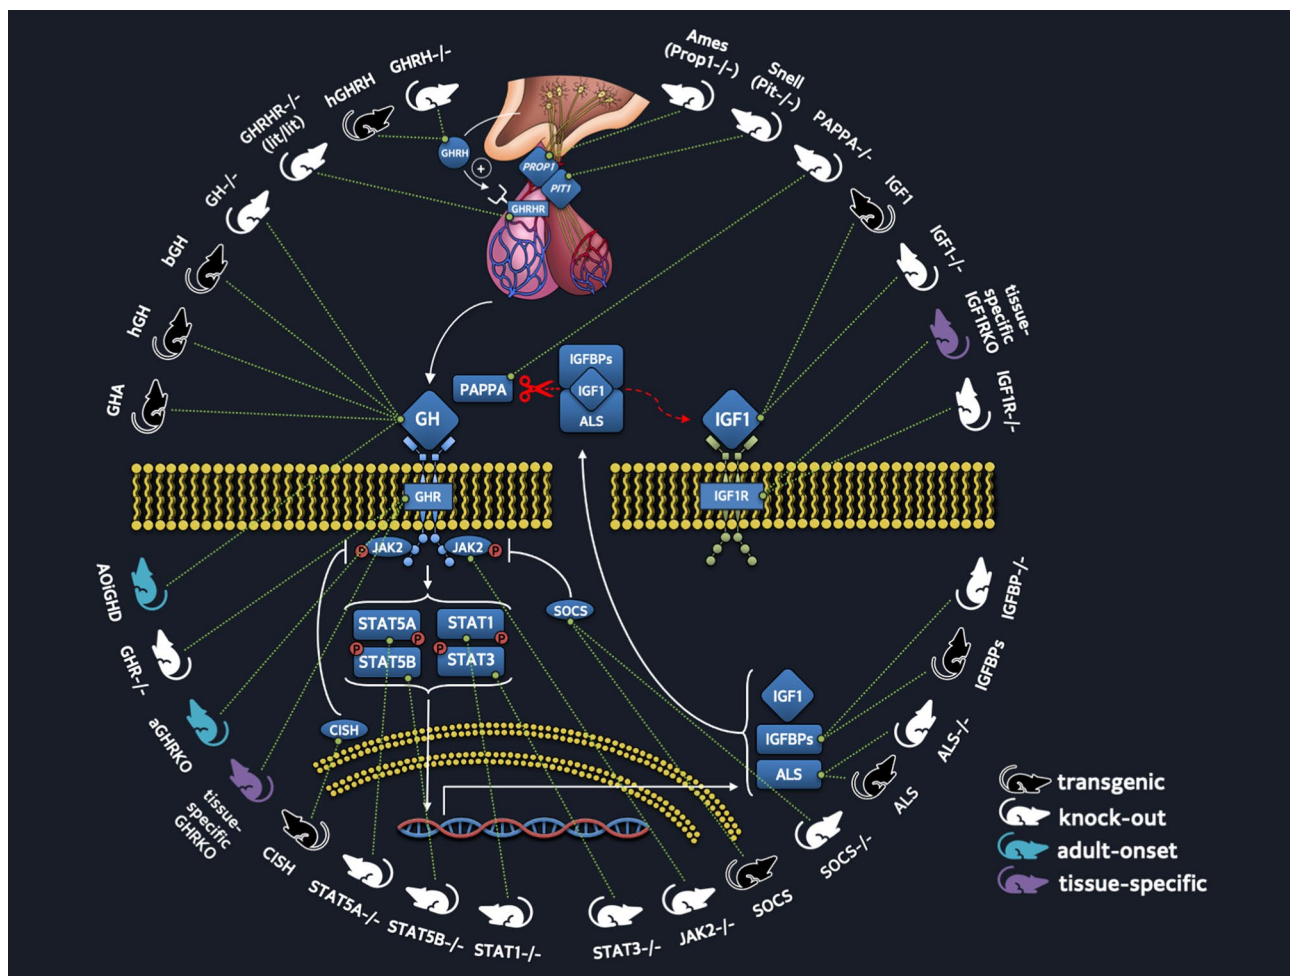 Ames
(Prop1-/-)
Snell
(Pit-/-)
PAPPA-/-
IGF1
IGF1-/-
tissue-
specific
IGF1RKO
IGF1R-/-
GHRH-/-
hGHRH
GHRHR-/-
(lit/lit)
GH-/-
bGH
hGH
GHA
GHRH
+
PROP1
PIT1
GHRHR
PAPPA
IGFBPs
IGF1
ALS
GH
IGF1
GHR
IGF1R
P
JAK2
JAK2
P
SOCS
STAT5A
P
STAT1
P
P
STAT5B
P
STAT3
CISH
IGF1
IGFBPs
ALS
AOiGHD
GHR-/-
aGHRKO
tissue-
specific
GHRKO
CISH
STAT5A-/-
STAT5B-/-
STAT1-/-
STAT3-/-
JAK2-/-
SOCS
SOCS-/-
ALS
ALS-/-
IGFBPs
IGFBP-/-
transgenic
knock-out
adult-onset
tissue-specific